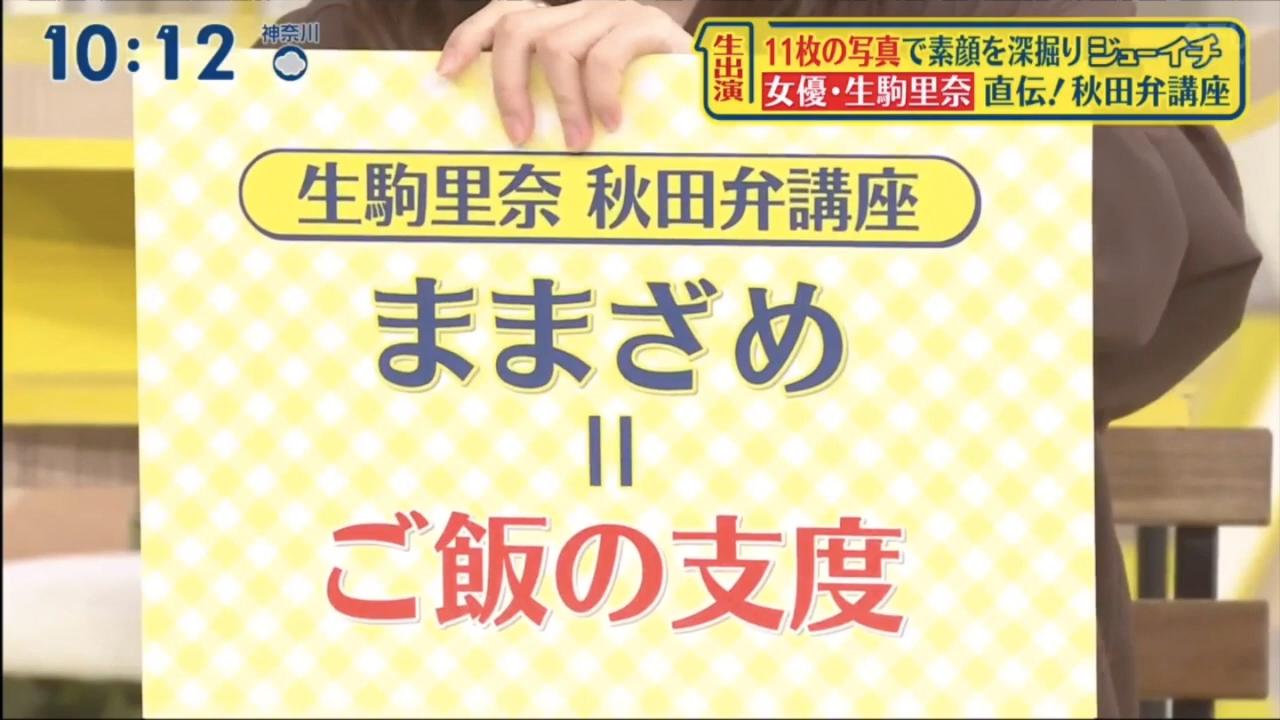 10:12
神奈川
生出演
11枚の写真で素顔を深掘りジューイチ
女優・生駒里奈 直伝!秋田弁講座
生駒里奈 秋田弁講座
ままざめ
=
ご飯の支度